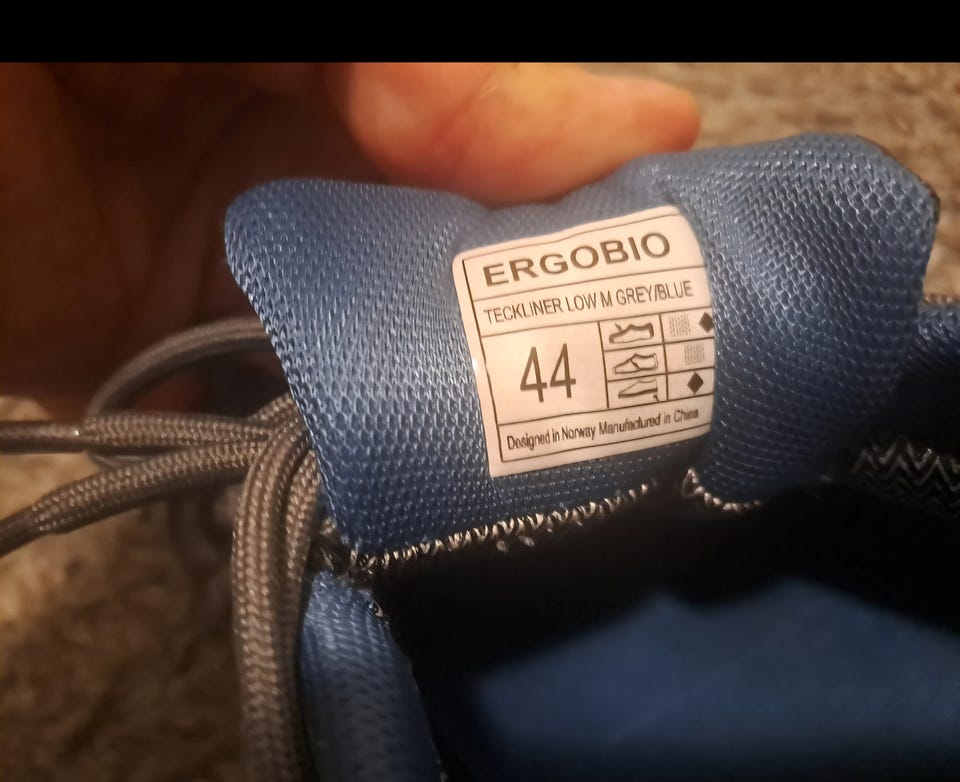 ERGOBIO
TECKLINER LOW M GREY/BLUE
44
Designed in Norway Manufactured in China